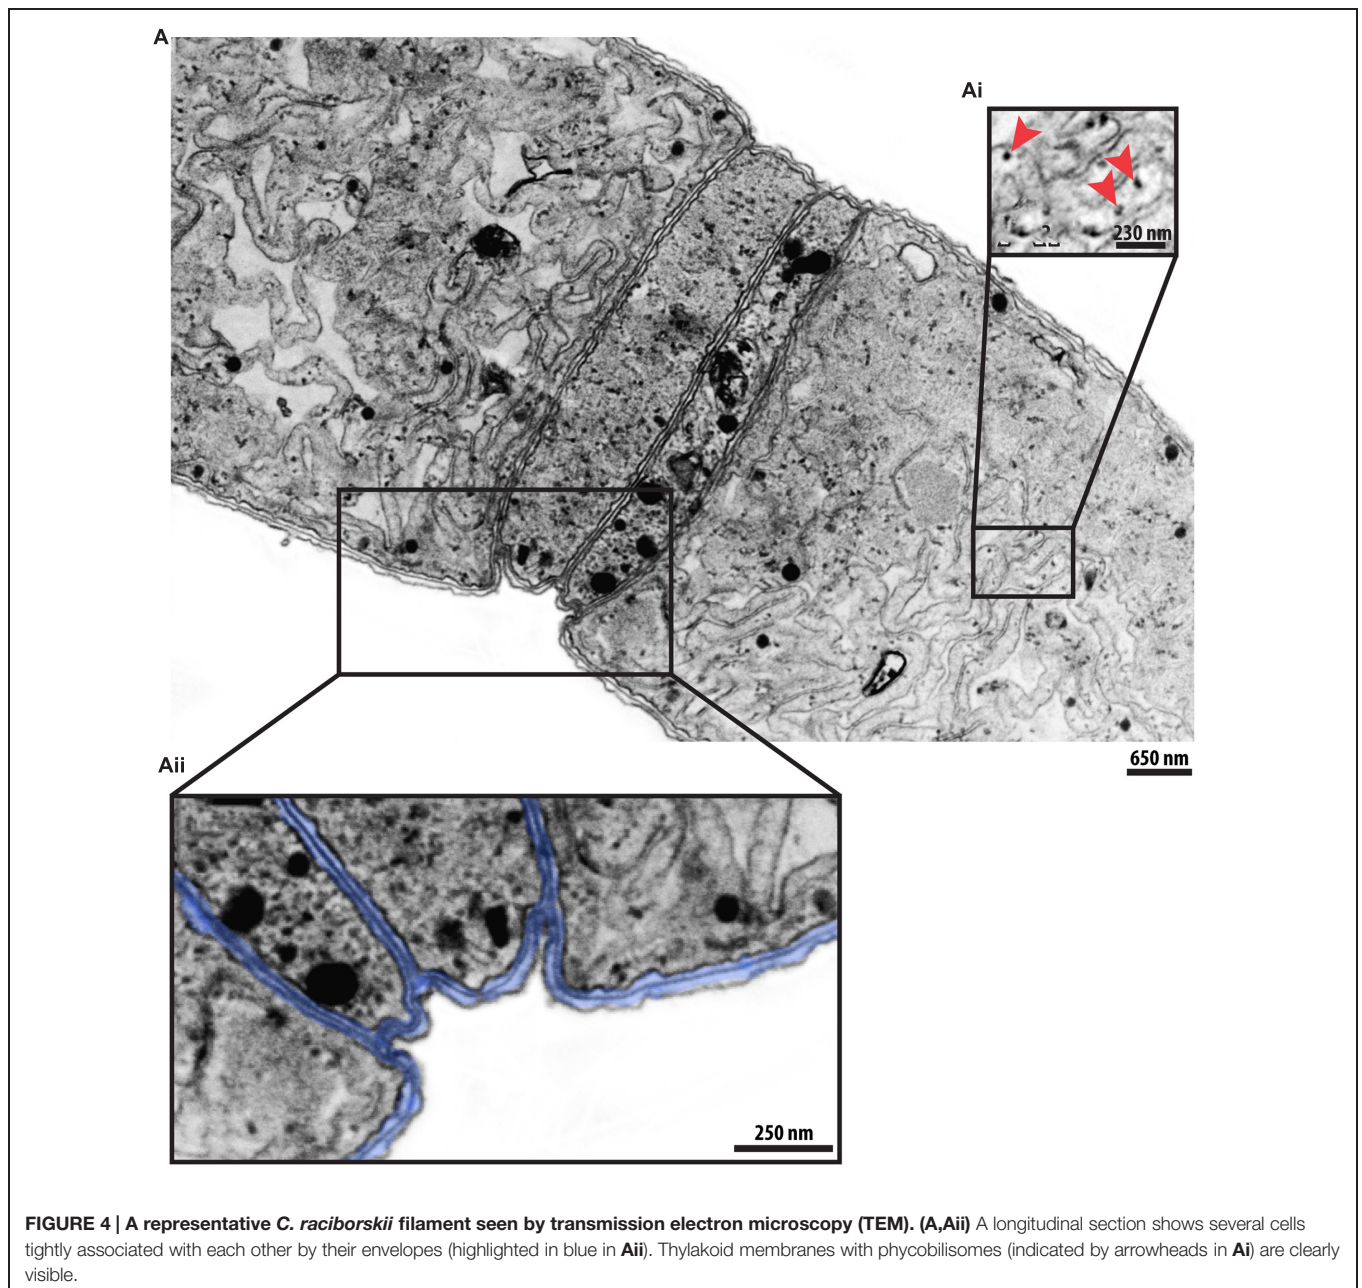 A
Ai
230 nm
650 nm
Aii
250 nm
FIGURE 4 | A representative C. raciborskii filament seen by transmission electron microscopy (TEM). (A,Aii) A longitudinal section shows several cells
tightly associated with each other by their envelopes (highlighted in blue in Aii). Thylakoid membranes with phycobilisomes (indicated by arrowheads in Ai) are clearly
visible.